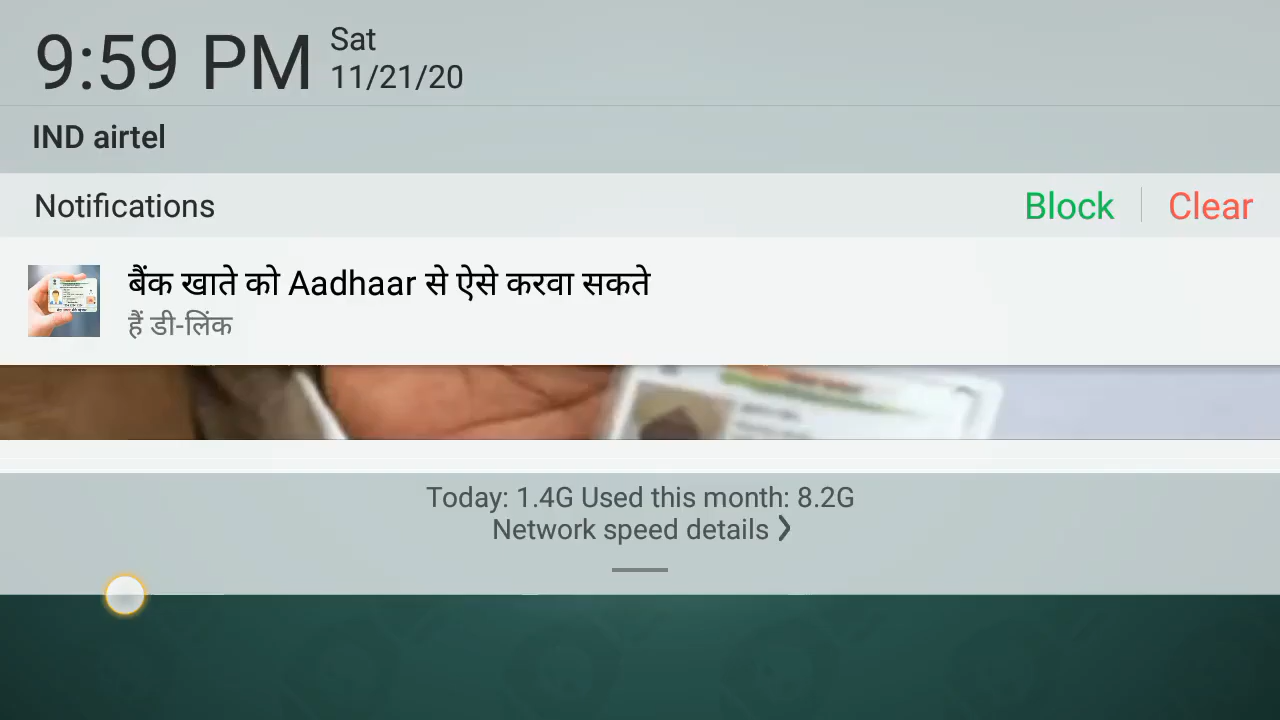 9:59 PM
Sat
11/21/20
IND airtel
Notifications
Block
Clear
बैंक खाते को Aadhaar से ऐसे करवा सकते
हैं डी-लिंक
Today: 1.4G Used this month: 8.2G
Network speed details